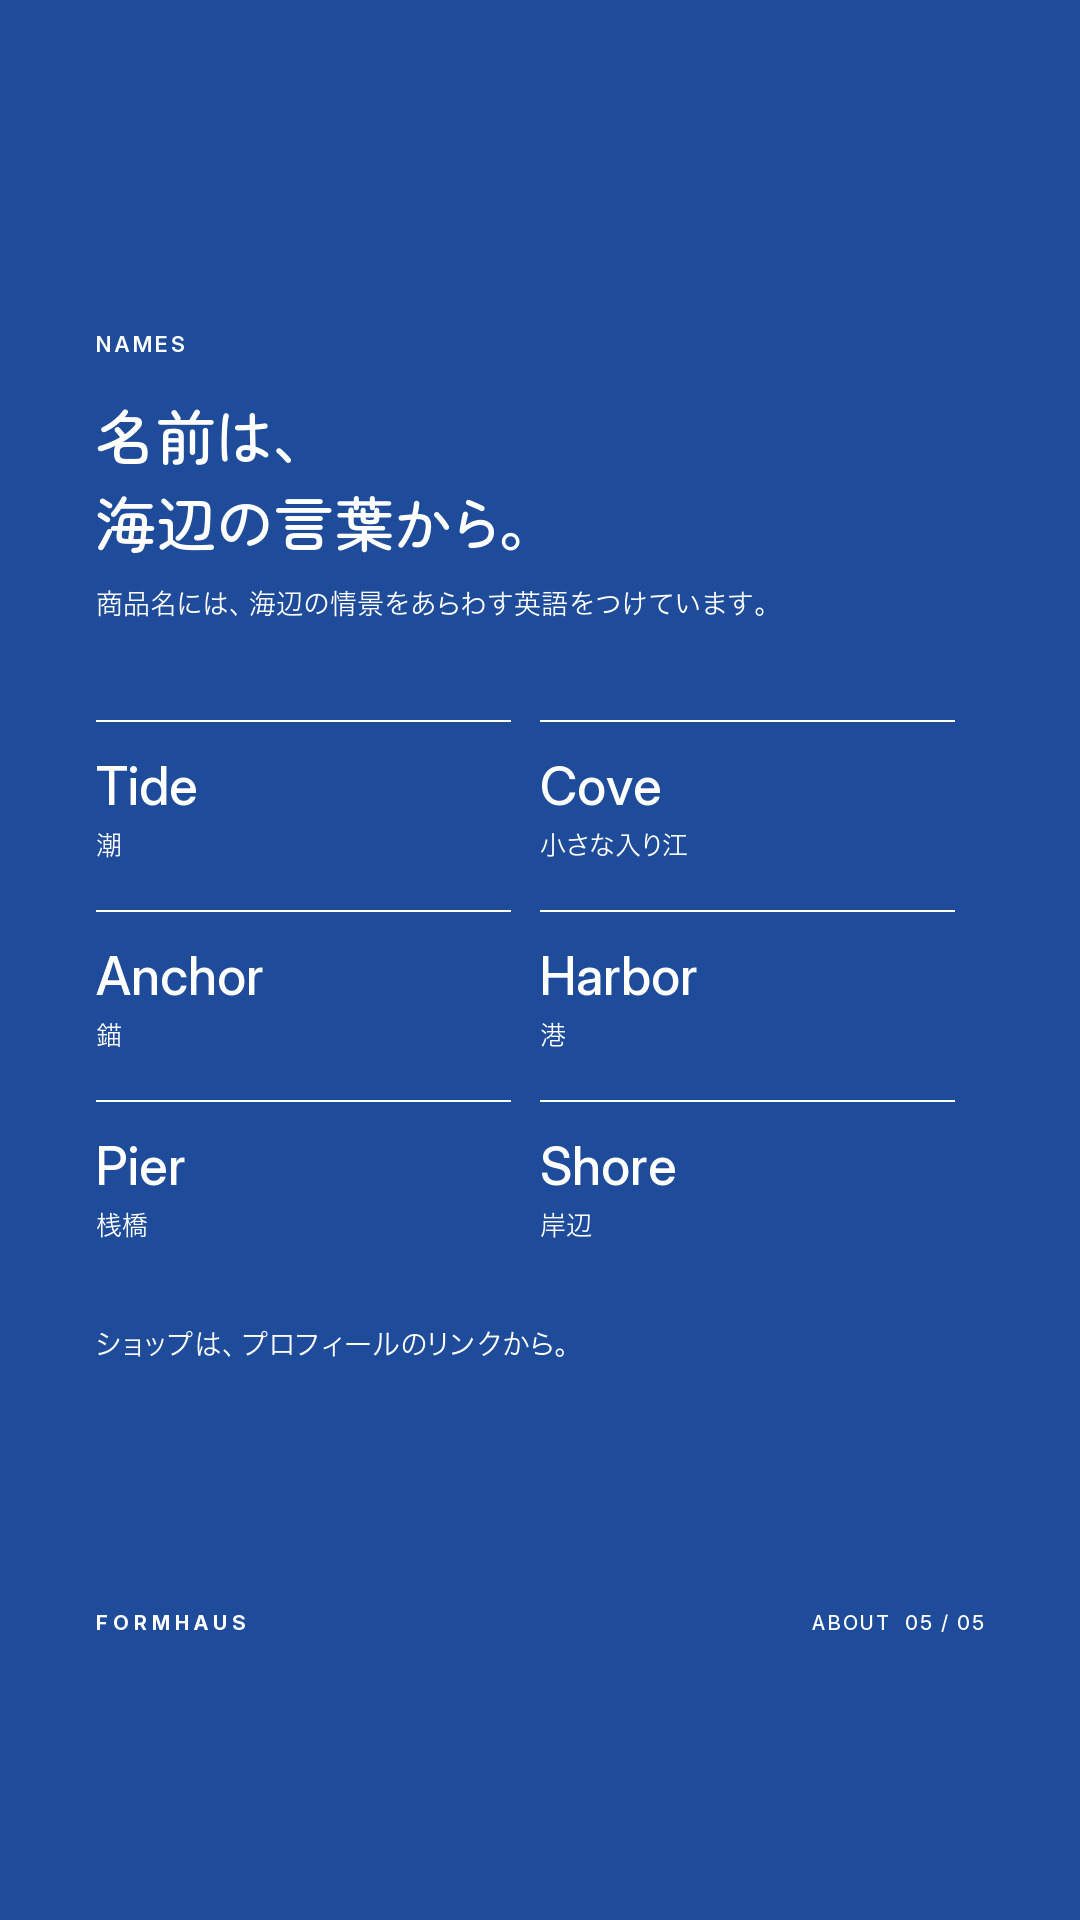 NAMES
名前は、
海辺の言葉から。
商品名には、海辺の情景をあらわす英語をつけています。
Tide
潮
Cove
小さな入り江
Anchor
錨
Harbor
港
Pier
桟橋
Shore
岸辺
ショップは、プロフィールのリンクから。
FORMHAUS
ABOUT 05 / 05